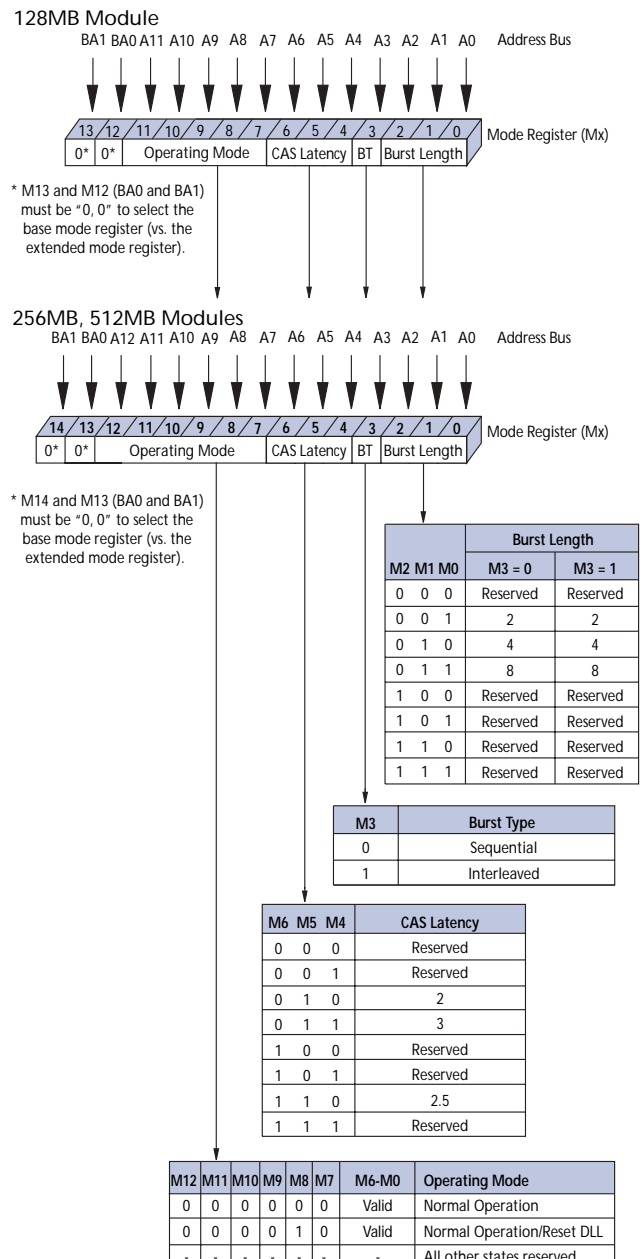 128MB Module
BA1 BA0 A11 A10 A9 A8 A7 A6 A5 A4 A3 A2 A1 A0 Address Bus
13 12 11 10 9 8 7 6 5 4 3 2 1 0 Mode Register (Mx)
0* 0* Operating Mode CAS Latency BT Burst Length
* M13 and M12 (BA0 and BA1)
must be "0, 0" to select the
base mode register (vs. the
extended mode register).
256MB, 512MB Modules
BA1 BA0 A12 A11 A10 A9 A8 A7 A6 A5 A4 A3 A2 A1 A0 Address Bus
14 13 12 11 10 9 8 7 6 5 4 3 2 1 0 Mode Register (Mx)
0* 0* Operating Mode CAS Latency BT Burst Length
* M14 and M13 (BA0 and BA1)
must be "0, 0" to select the
base mode register (vs. the
extended mode register).
Burst Length
M2 M1 M0 M3 = 0 M3 = 1
0 0 0 Reserved Reserved
0 0 1 2 2
0 1 0 4 4
0 1 1 8 8
1 0 0 Reserved Reserved
1 0 1 Reserved Reserved
1 1 0 Reserved Reserved
1 1 1 Reserved Reserved
M3 Burst Type
0 Sequential
1 Interleaved
M6 M5 M4 CAS Latency
0 0 0 Reserved
0 0 1 Reserved
0 1 0 2
0 1 1 3
1 0 0 Reserved
1 0 1 Reserved
1 1 0 2.5
1 1 1 Reserved
M12 M11 M10 M9 M8 M7 M6-M0 Operating Mode
0 0 0 0 0 0 Valid Normal Operation
0 0 0 0 1 0 Valid Normal Operation/Reset DLL
- - - - - - - All other states reserved